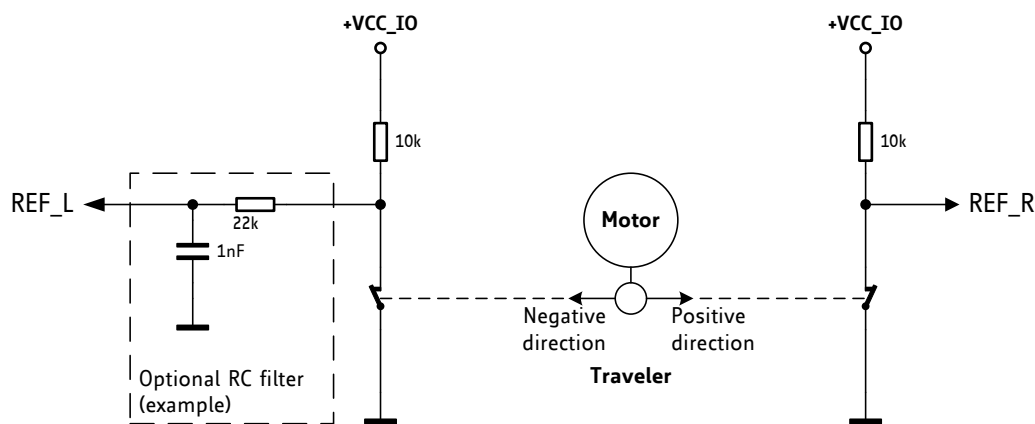 +VCC_IO
+VCC_IO
10k
10k
REF_L
22k
1nF
Motor
REF_R
Negative
direction
Positive
direction
Traveler
Optional RC filter
(example)